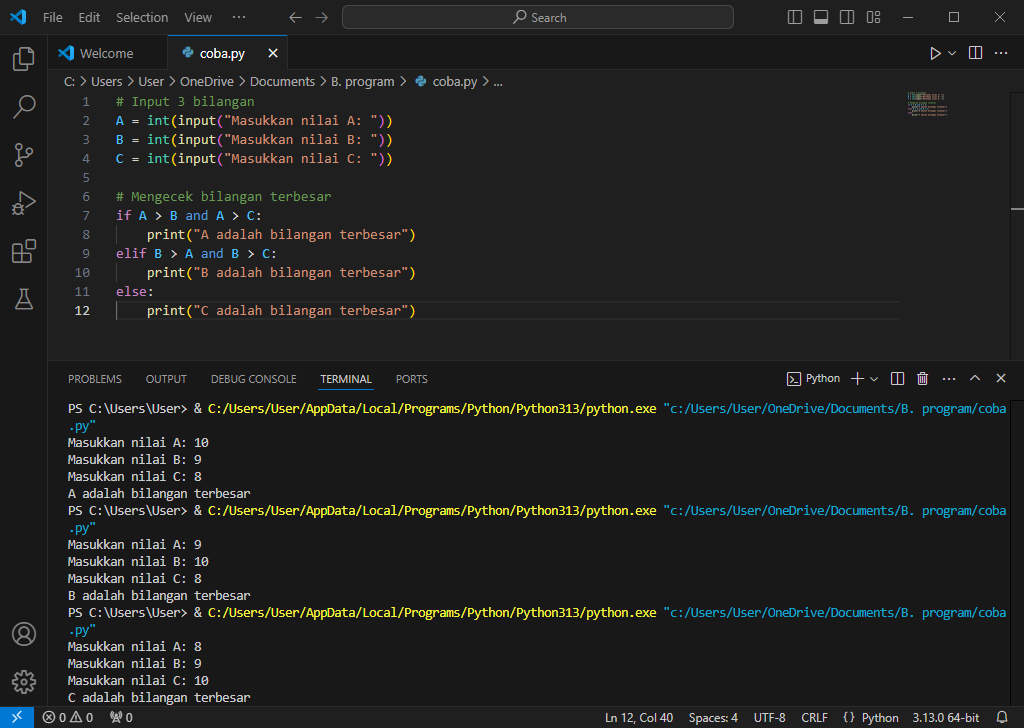 File Edit Selection View ··· Search
Welcome coba.py
C: > Users > User > OneDrive > Documents > B. program > coba.py > ...
1 # Input 3 bilangan
2 A = int(input("Masukkan nilai A: "))
3 B = int(input("Masukkan nilai B: "))
4 C = int(input("Masukkan nilai C: "))
5
6 # Mengecek bilangan terbesar
7 if A > B and A > C:
8     print("A adalah bilangan terbesar")
9 elif B > A and B > C:
10     print("B adalah bilangan terbesar")
11 else:
12     print("C adalah bilangan terbesar")
PROBLEMS OUTPUT DEBUG CONSOLE TERMINAL PORTS Python
PS C:\Users\User> & C:/Users/User/AppData/Local/Programs/Python/Python313/python.exe "c:/Users/User/OneDrive/Documents/B. program/coba
.py"
Masukkan nilai A: 10
Masukkan nilai B: 9
Masukkan nilai C: 8
A adalah bilangan terbesar
PS C:\Users\User> & C:/Users/User/AppData/Local/Programs/Python/Python313/python.exe "c:/Users/User/OneDrive/Documents/B. program/coba
.py"
Masukkan nilai A: 9
Masukkan nilai B: 10
Masukkan nilai C: 8
B adalah bilangan terbesar
PS C:\Users\User> & C:/Users/User/AppData/Local/Programs/Python/Python313/python.exe "c:/Users/User/OneDrive/Documents/B. program/coba
.py"
Masukkan nilai A: 8
Masukkan nilai B: 9
Masukkan nilai C: 10
C adalah bilangan terbesar
0 0 0 Ln 12, Col 40 Spaces: 4 UTF-8 CRLF {} Python 3.13.0 64-bit